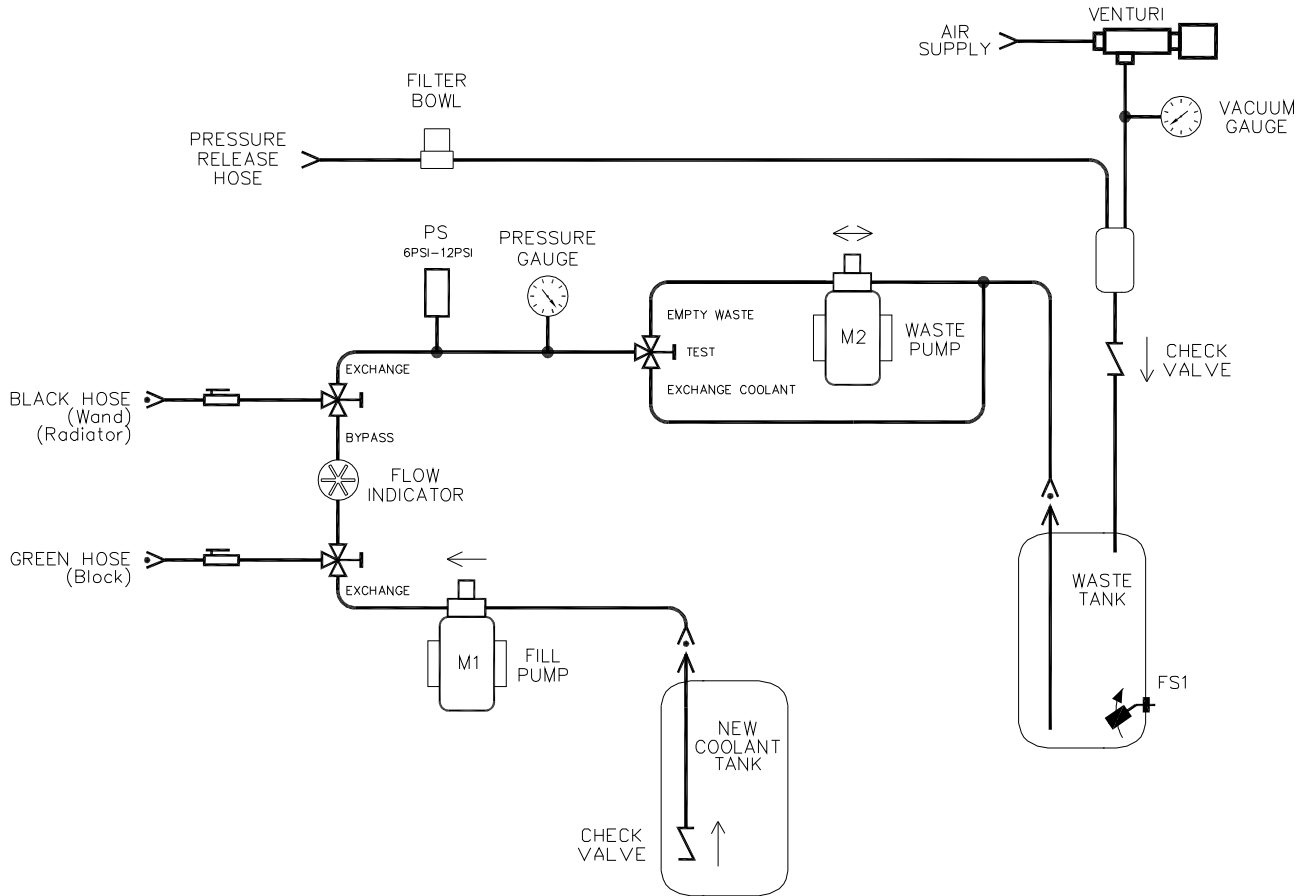 VENTURI
AIR
SUPPLY
FILTER
BOWL
VACUUM
GAUGE
PRESSURE
RELEASE
HOSE
PS
6PSI-12PSI
PRESSURE
GAUGE
EMPTY WASTE
M2
WASTE
PUMP
TEST
CHECK
VALVE
EXCHANGE
EXCHANGE COOLANT
BLACK HOSE
(Wand)
(Radiator)
BYPASS
FLOW
INDICATOR
GREEN HOSE
(Block)
EXCHANGE
WASTE
TANK
M1
FILL
PUMP
FS1
NEW
COOLANT
TANK
CHECK
VALVE